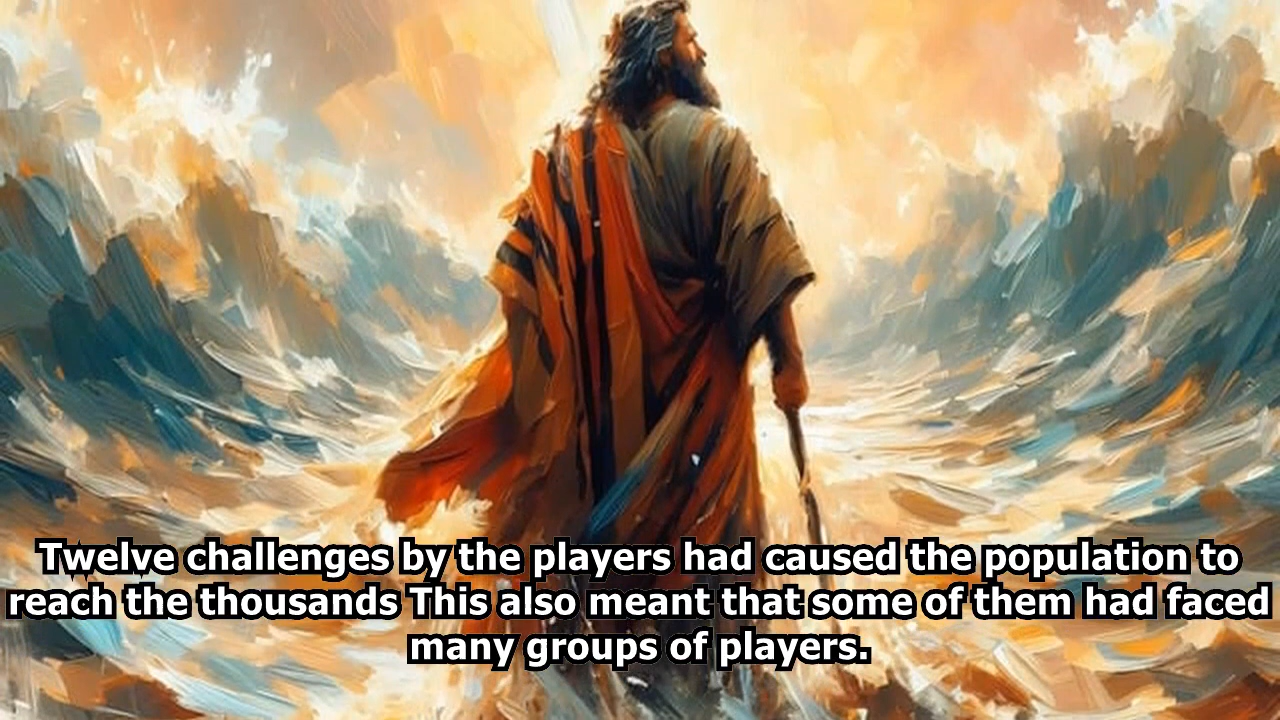 Twelve challenges by the players had caused the population to
reach the thousands This also meant that some of them had faced
many groups of players.